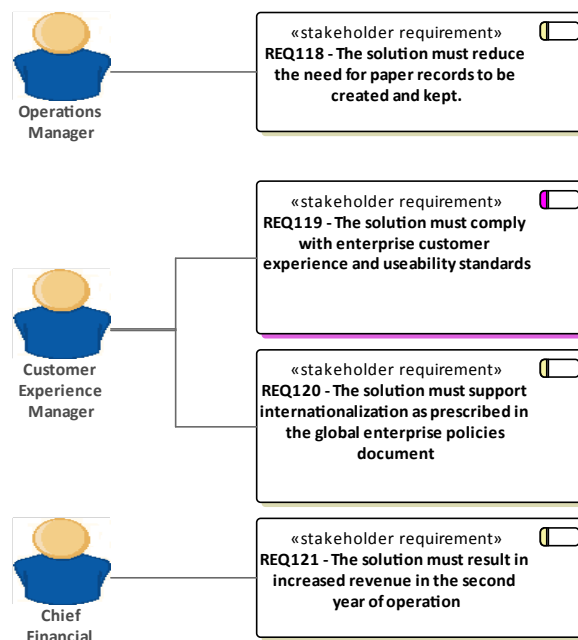 «stakeholder requirement»
REQ118 - The solution must reduce
the need for paper records to be
created and kept.
Operations
Manager
«stakeholder requirement»
REQ119 - The solution must comply
with enterprise customer
experience and useability standards
Customer
Experience
Manager
«stakeholder requirement»
REQ120 - The solution must support
internationalization as prescribed in
the global enterprise policies
document
«stakeholder requirement»
REQ121 - The solution must result in
increased revenue in the second
year of operation
Chief
Financial